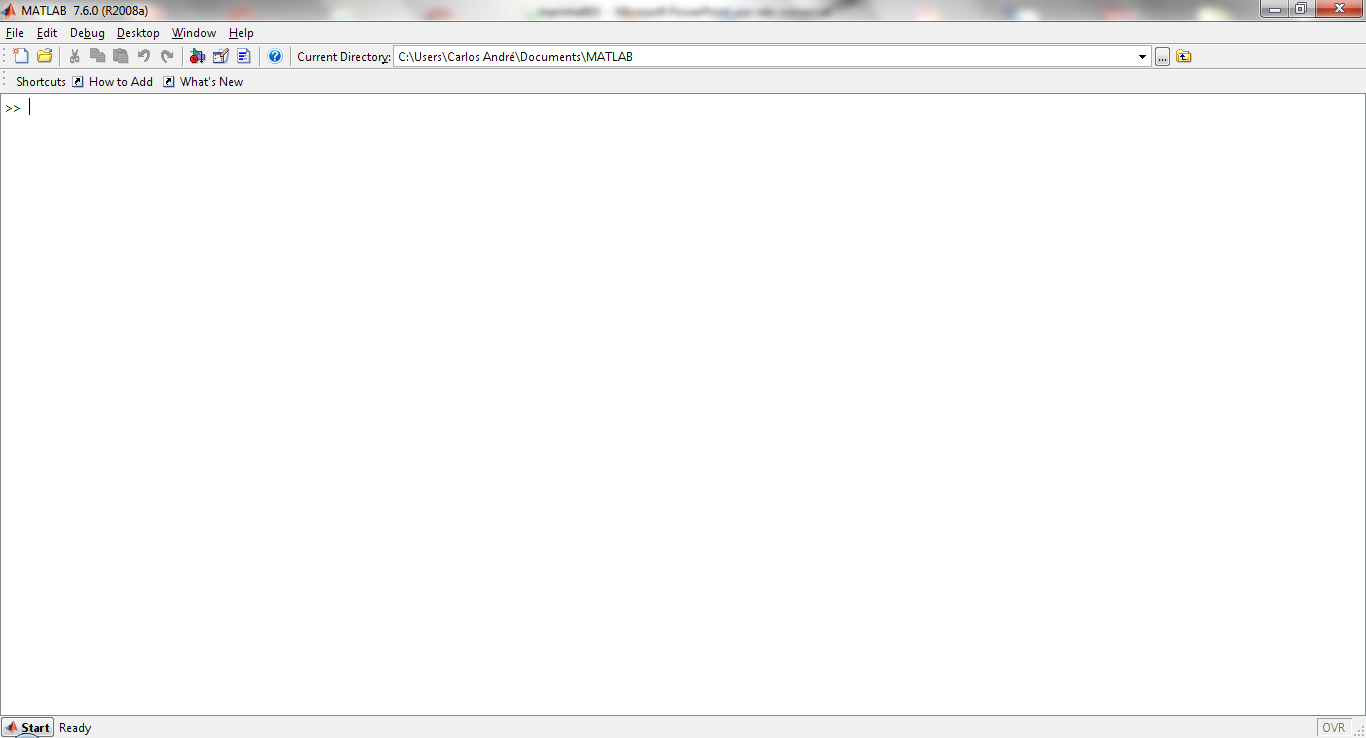 MATLAB 7.6.0 (R2008a)
File Edit Debug Desktop Window Help
Current Directory: C:\Users\Carlos André\Documents\MATLAB ...
Shortcuts How to Add What's New
>>
Start Ready OVR